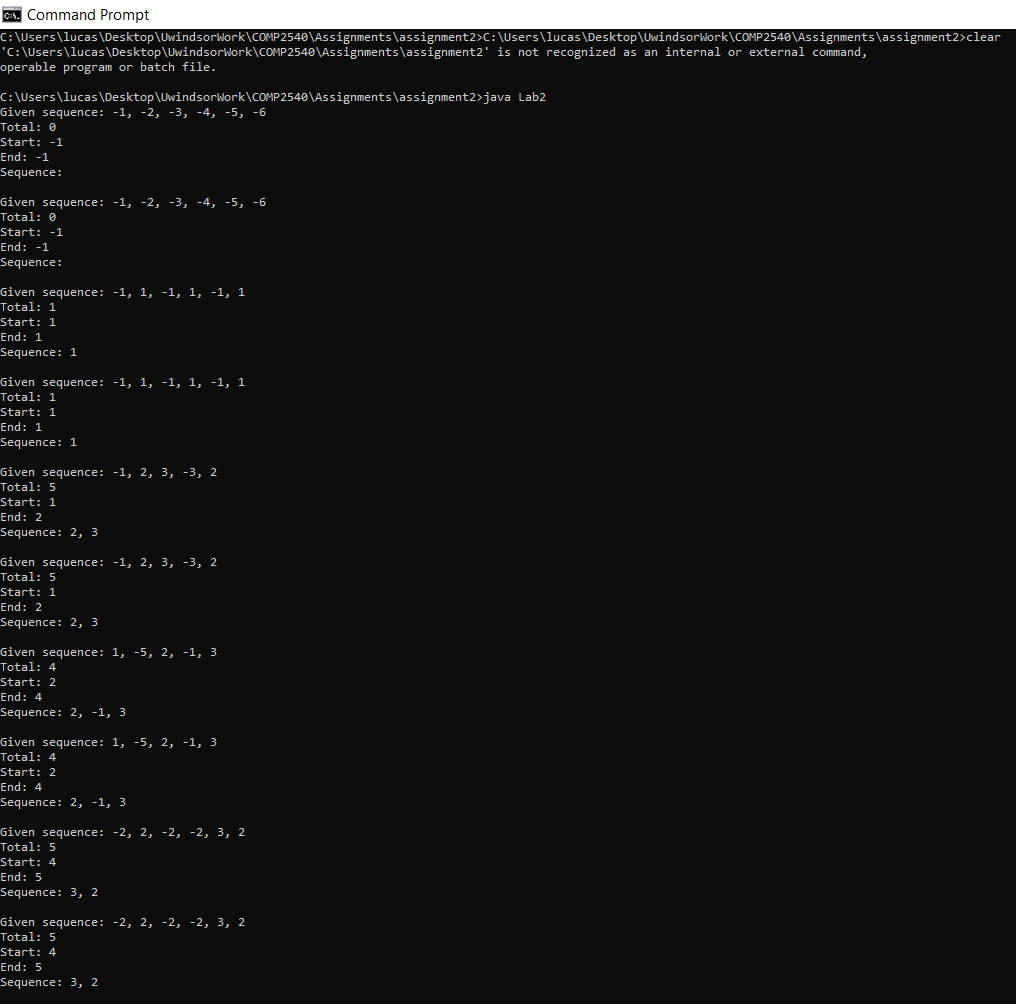 Command Prompt
C:\Users\lucas\Desktop\UwindsorWork\COMP2540\Assignments\assignment2>C:\Users\lucas\Desktop\UwindsorWork\COMP2540\Assignments\assignment2>clear
'C:\Users\lucas\Desktop\UwindsorWork\COMP2540\Assignments\assignment2' is not recognized as an internal or external command,
operable program or batch file.

C:\Users\lucas\Desktop\UwindsorWork\COMP2540\Assignments\assignment2>java Lab2
Given sequence: -1, -2, -3, -4, -5, -6
Total: 0
Start: -1
End: -1
Sequence:

Given sequence: -1, -2, -3, -4, -5, -6
Total: 0
Start: -1
End: -1
Sequence:

Given sequence: -1, 1, -1, 1, -1, 1
Total: 1
Start: 1
End: 1
Sequence: 1

Given sequence: -1, 1, -1, 1, -1, 1
Total: 1
Start: 1
End: 1
Sequence: 1

Given sequence: -1, 2, 3, -3, 2
Total: 5
Start: 1
End: 2
Sequence: 2, 3

Given sequence: -1, 2, 3, -3, 2
Total: 5
Start: 1
End: 2
Sequence: 2, 3

Given sequence: 1, -5, 2, -1, 3
Total: 4
Start: 2
End: 4
Sequence: 2, -1, 3

Given sequence: 1, -5, 2, -1, 3
Total: 4
Start: 2
End: 4
Sequence: 2, -1, 3

Given sequence: -2, 2, -2, -2, 3, 2
Total: 5
Start: 4
End: 5
Sequence: 3, 2

Given sequence: -2, 2, -2, -2, 3, 2
Total: 5
Start: 4
End: 5
Sequence: 3, 2